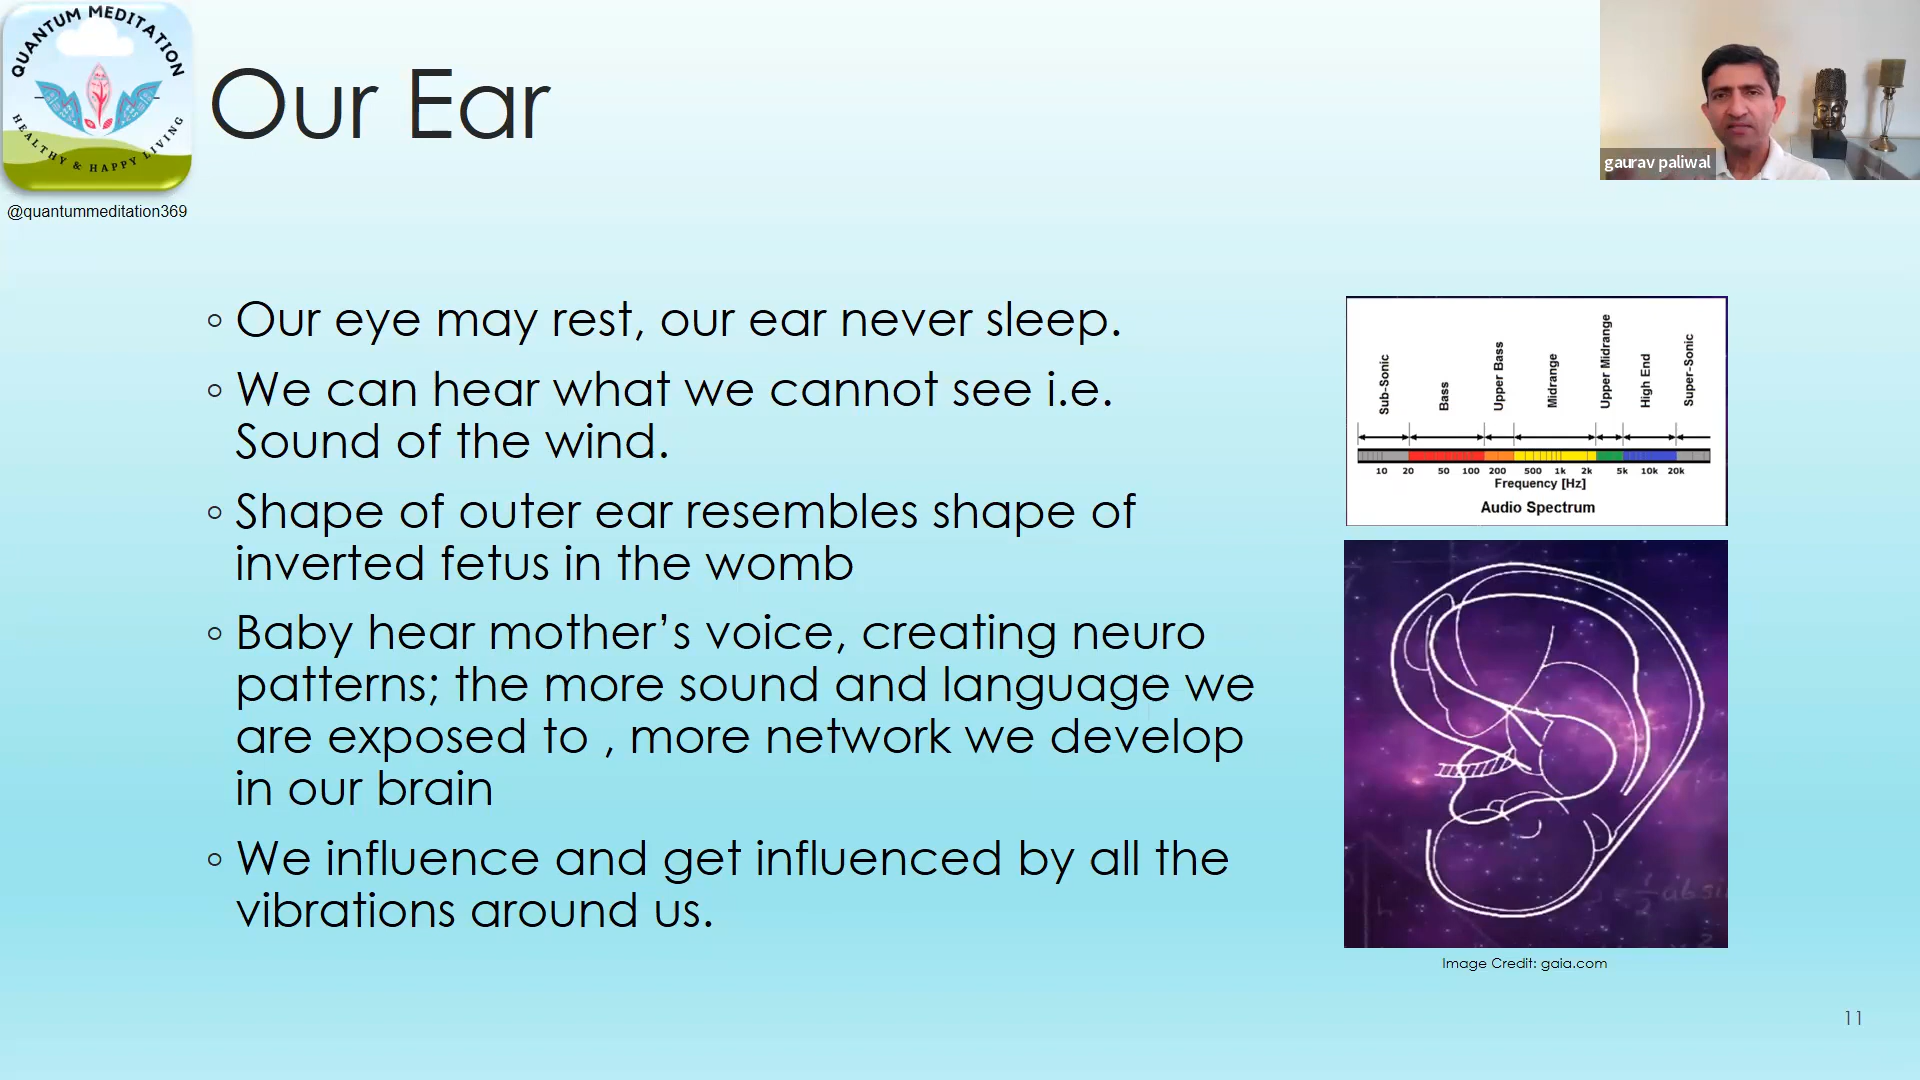 QUANTUM MEDITATION
HEALTHY & HAPPY LIVING
@quantummeditation369
Our Ear
gaurav paliwal
◦ Our eye may rest, our ear never sleep.
◦ We can hear what we cannot see i.e.
Sound of the wind.
◦ Shape of outer ear resembles shape of
inverted fetus in the womb
◦ Baby hear mother’s voice, creating neuro
patterns; the more sound and language we
are exposed to , more network we develop
in our brain
◦ We influence and get influenced by all the
vibrations around us.
Sub-Sonic
Bass
Upper Bass
Midrange
Upper Midrange
High End
Super-Sonic
10 20 50 100 200 500 1k 2k 5k 10k 20k
Frequency [Hz]
Audio Spectrum
Image Credit: gaia.com
11